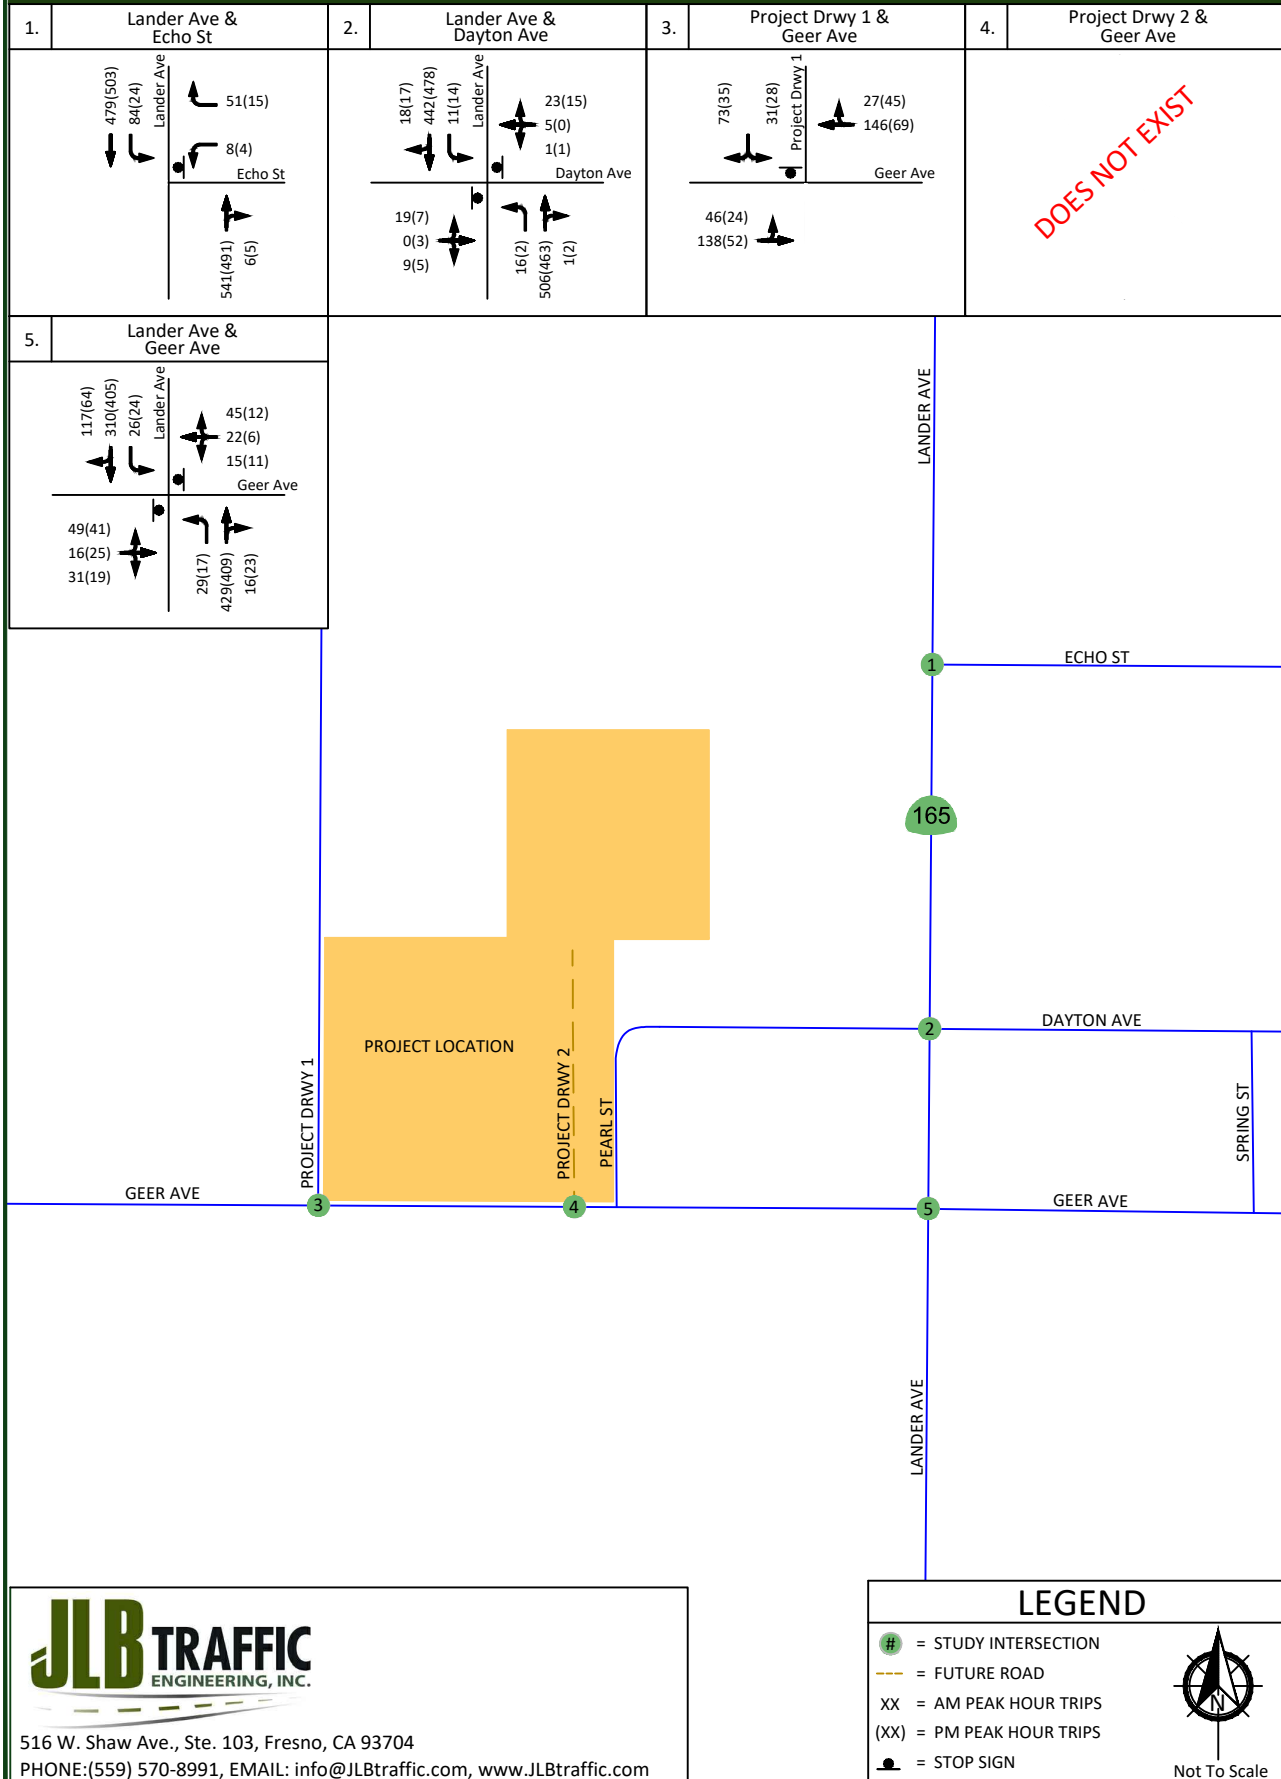 1.
Lander Ave &
Echo St
479(503)
84(24)
Lander Ave
51(15)
8(4)
Echo St
541(491)
6(5)
2.
Lander Ave &
Dayton Ave
18(17)
442(478)
11(14)
Lander Ave
23(15)
5(0)
1(1)
Dayton Ave
19(7)
0(3)
9(5)
16(2)
506(463)
1(2)
3.
Project Drwy 1 &
Geer Ave
73(35)
31(28)
Project Drwy 1
27(45)
146(69)
Geer Ave
46(24)
138(52)
4.
Project Drwy 2 &
Geer Ave
DOES NOT EXIST
5.
Lander Ave &
Geer Ave
117(64)
310(405)
26(24)
Lander Ave
45(12)
22(6)
15(11)
Geer Ave
49(41)
16(25)
31(19)
29(17)
429(409)
16(23)
LANDER AVE
1
ECHO ST
165
PROJECT LOCATION
2
DAYTON AVE
PROJECT DRWY 1
PROJECT DRWY 2
PEARL ST
SPRING ST
GEER AVE
3
4
5
GEER AVE
LANDER AVE
JLB TRAFFIC
ENGINEERING, INC.
516 W. Shaw Ave., Ste. 103, Fresno, CA 93704
PHONE:(559) 570-8991, EMAIL: info@JLBtraffic.com, www.JLBtraffic.com
LEGEND
# = STUDY INTERSECTION
= FUTURE ROAD
XX = AM PEAK HOUR TRIPS
(XX) = PM PEAK HOUR TRIPS
= STOP SIGN
N
Not To Scale